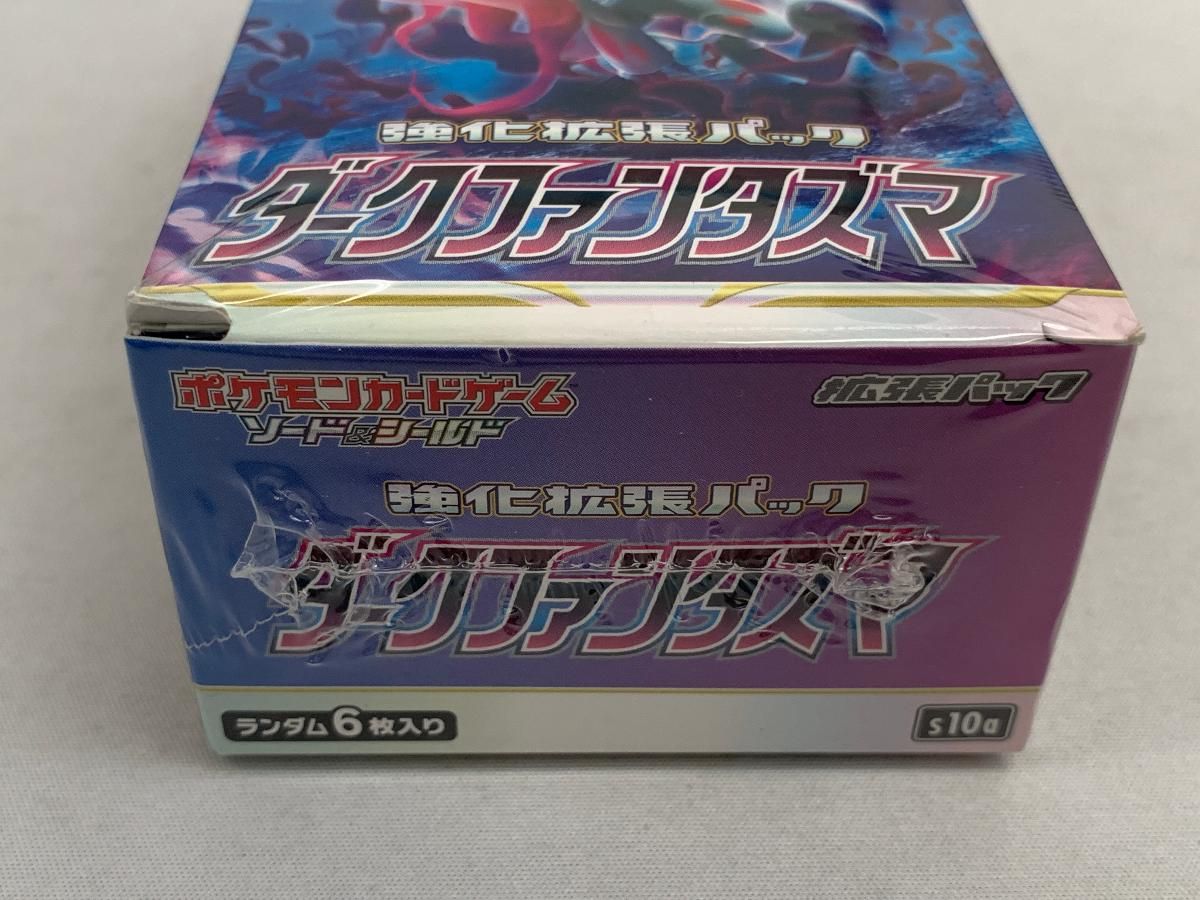 強化拡張パック
ダークファンタズマ
ポケモンカードゲーム
ソード&シールド
拡張パック
強化拡張パック
ダークファンタズマ
ランダム6枚入り
s10a